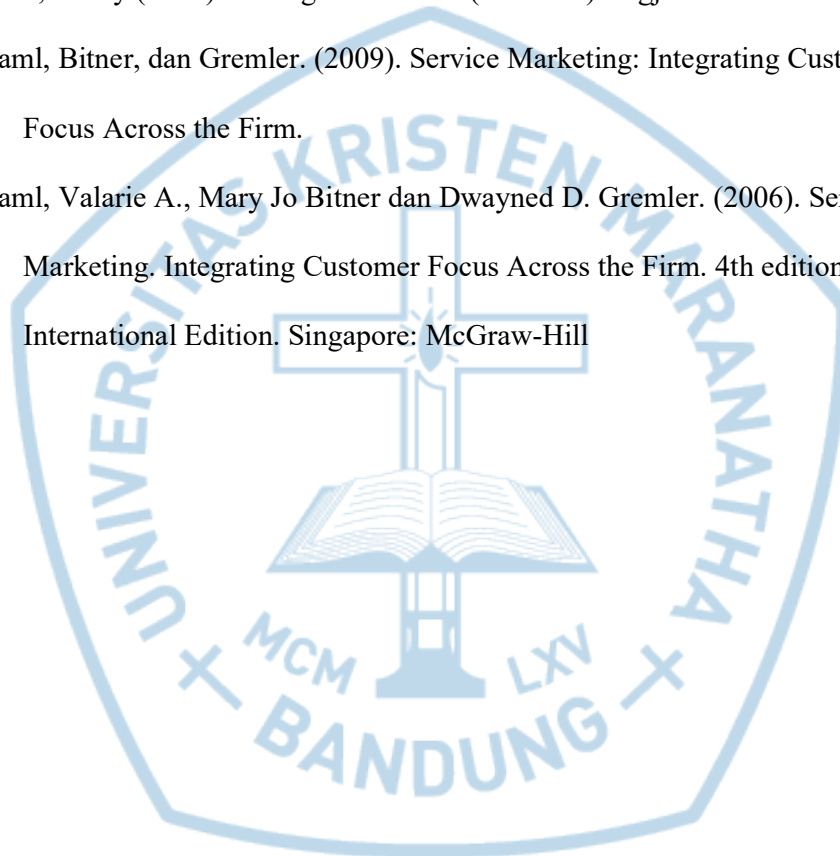 aml, Bitner, dan Gremler. (2009). Service Marketing: Integrating Cust
Focus Across the Firm.
aml, Valarie A., Mary Jo Bitner dan Dwayned D. Gremler. (2006). Se
Marketing. Integrating Customer Focus Across the Firm. 4th edition
International Edition. Singapore: McGraw-Hill
UNIVERSITAS KRISTEN MARANATHA
MCM LXV
BANDUNG